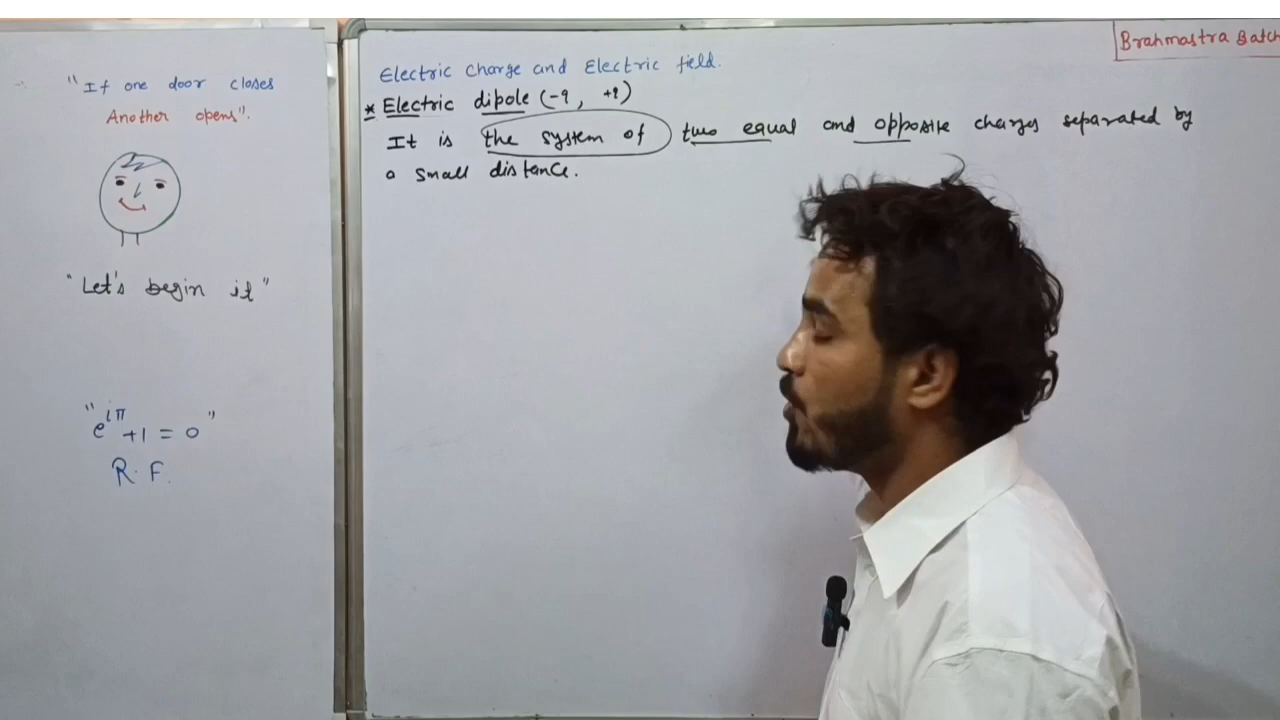 "If one door closes
Another opens".
"Let's begin it"
"e^iπ +1 = 0"
R. F.
Brahmastra Batch
Electric Charge and Electric field.
* Electric dipole (-q, +q)
It is the system of two equal and opposite charges separated by
a small distance.